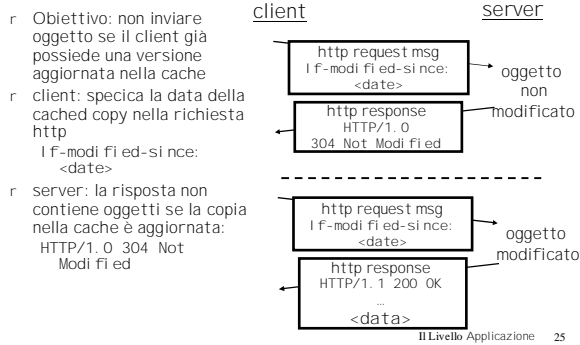 r Obiettivo: non inviare
oggetto se il client già
possiede una versione
aggiornata nella cache
r client: specica la data della
cached copy nella richiesta
http
If-modified-since:
<date>
r server: la risposta non
contiene oggetti se la copia
nella cache è aggiornata:
HTTP/1.0 304 Not
Modified
client
server
http request msg
If-modified-since:
<date>
oggetto
non
modificato
http response
HTTP/1.0
304 Not Modified
http request msg
If-modified-since:
<date>
oggetto
modificato
http response
HTTP/1.1 200 OK
...
<data>
Il Livello Applicazione 25